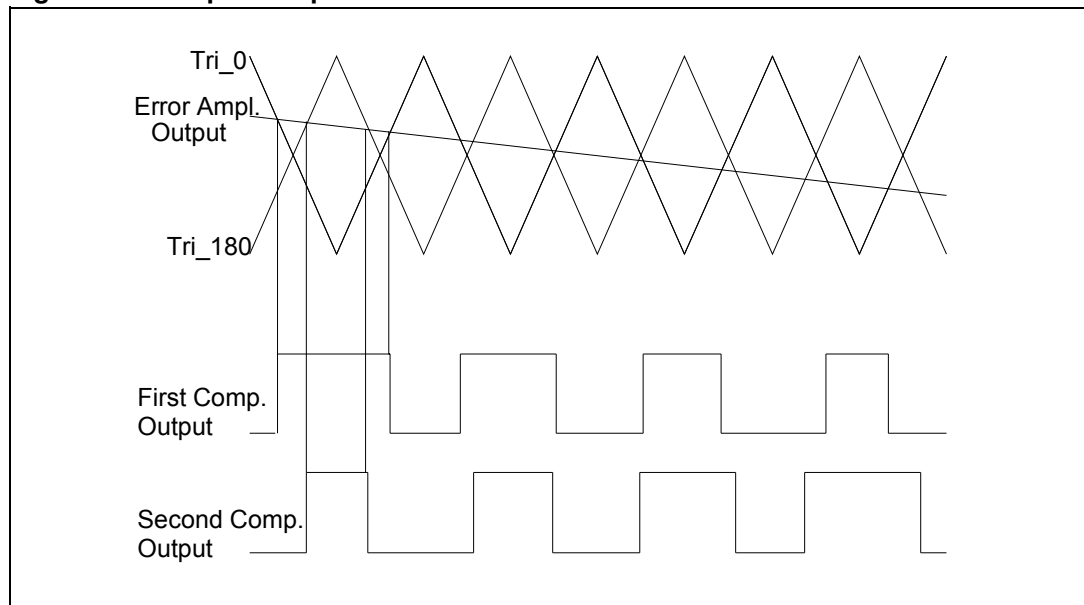 Tri_0
Error Ampl.
Output
Tri_180
First Comp.
Output
Second Comp.
Output